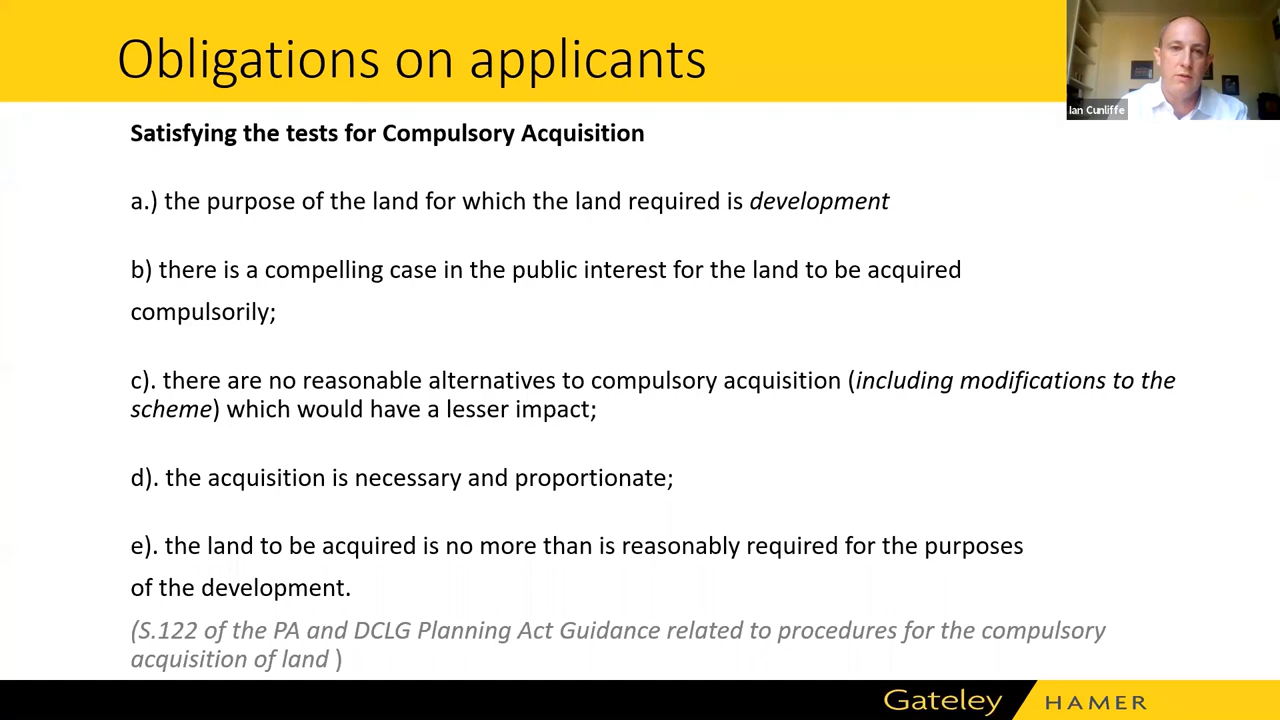 Obligations on applicants
Ian Cunliffe
Satisfying the tests for Compulsory Acquisition
a.) the purpose of the land for which the land required is development
b) there is a compelling case in the public interest for the land to be acquired
compulsorily;
c). there are no reasonable alternatives to compulsory acquisition (including modifications to the
scheme) which would have a lesser impact;
d). the acquisition is necessary and proportionate;
e). the land to be acquired is no more than is reasonably required for the purposes
of the development.
(S.122 of the PA and DCLG Planning Act Guidance related to procedures for the compulsory
acquisition of land )
Gateley HAMER